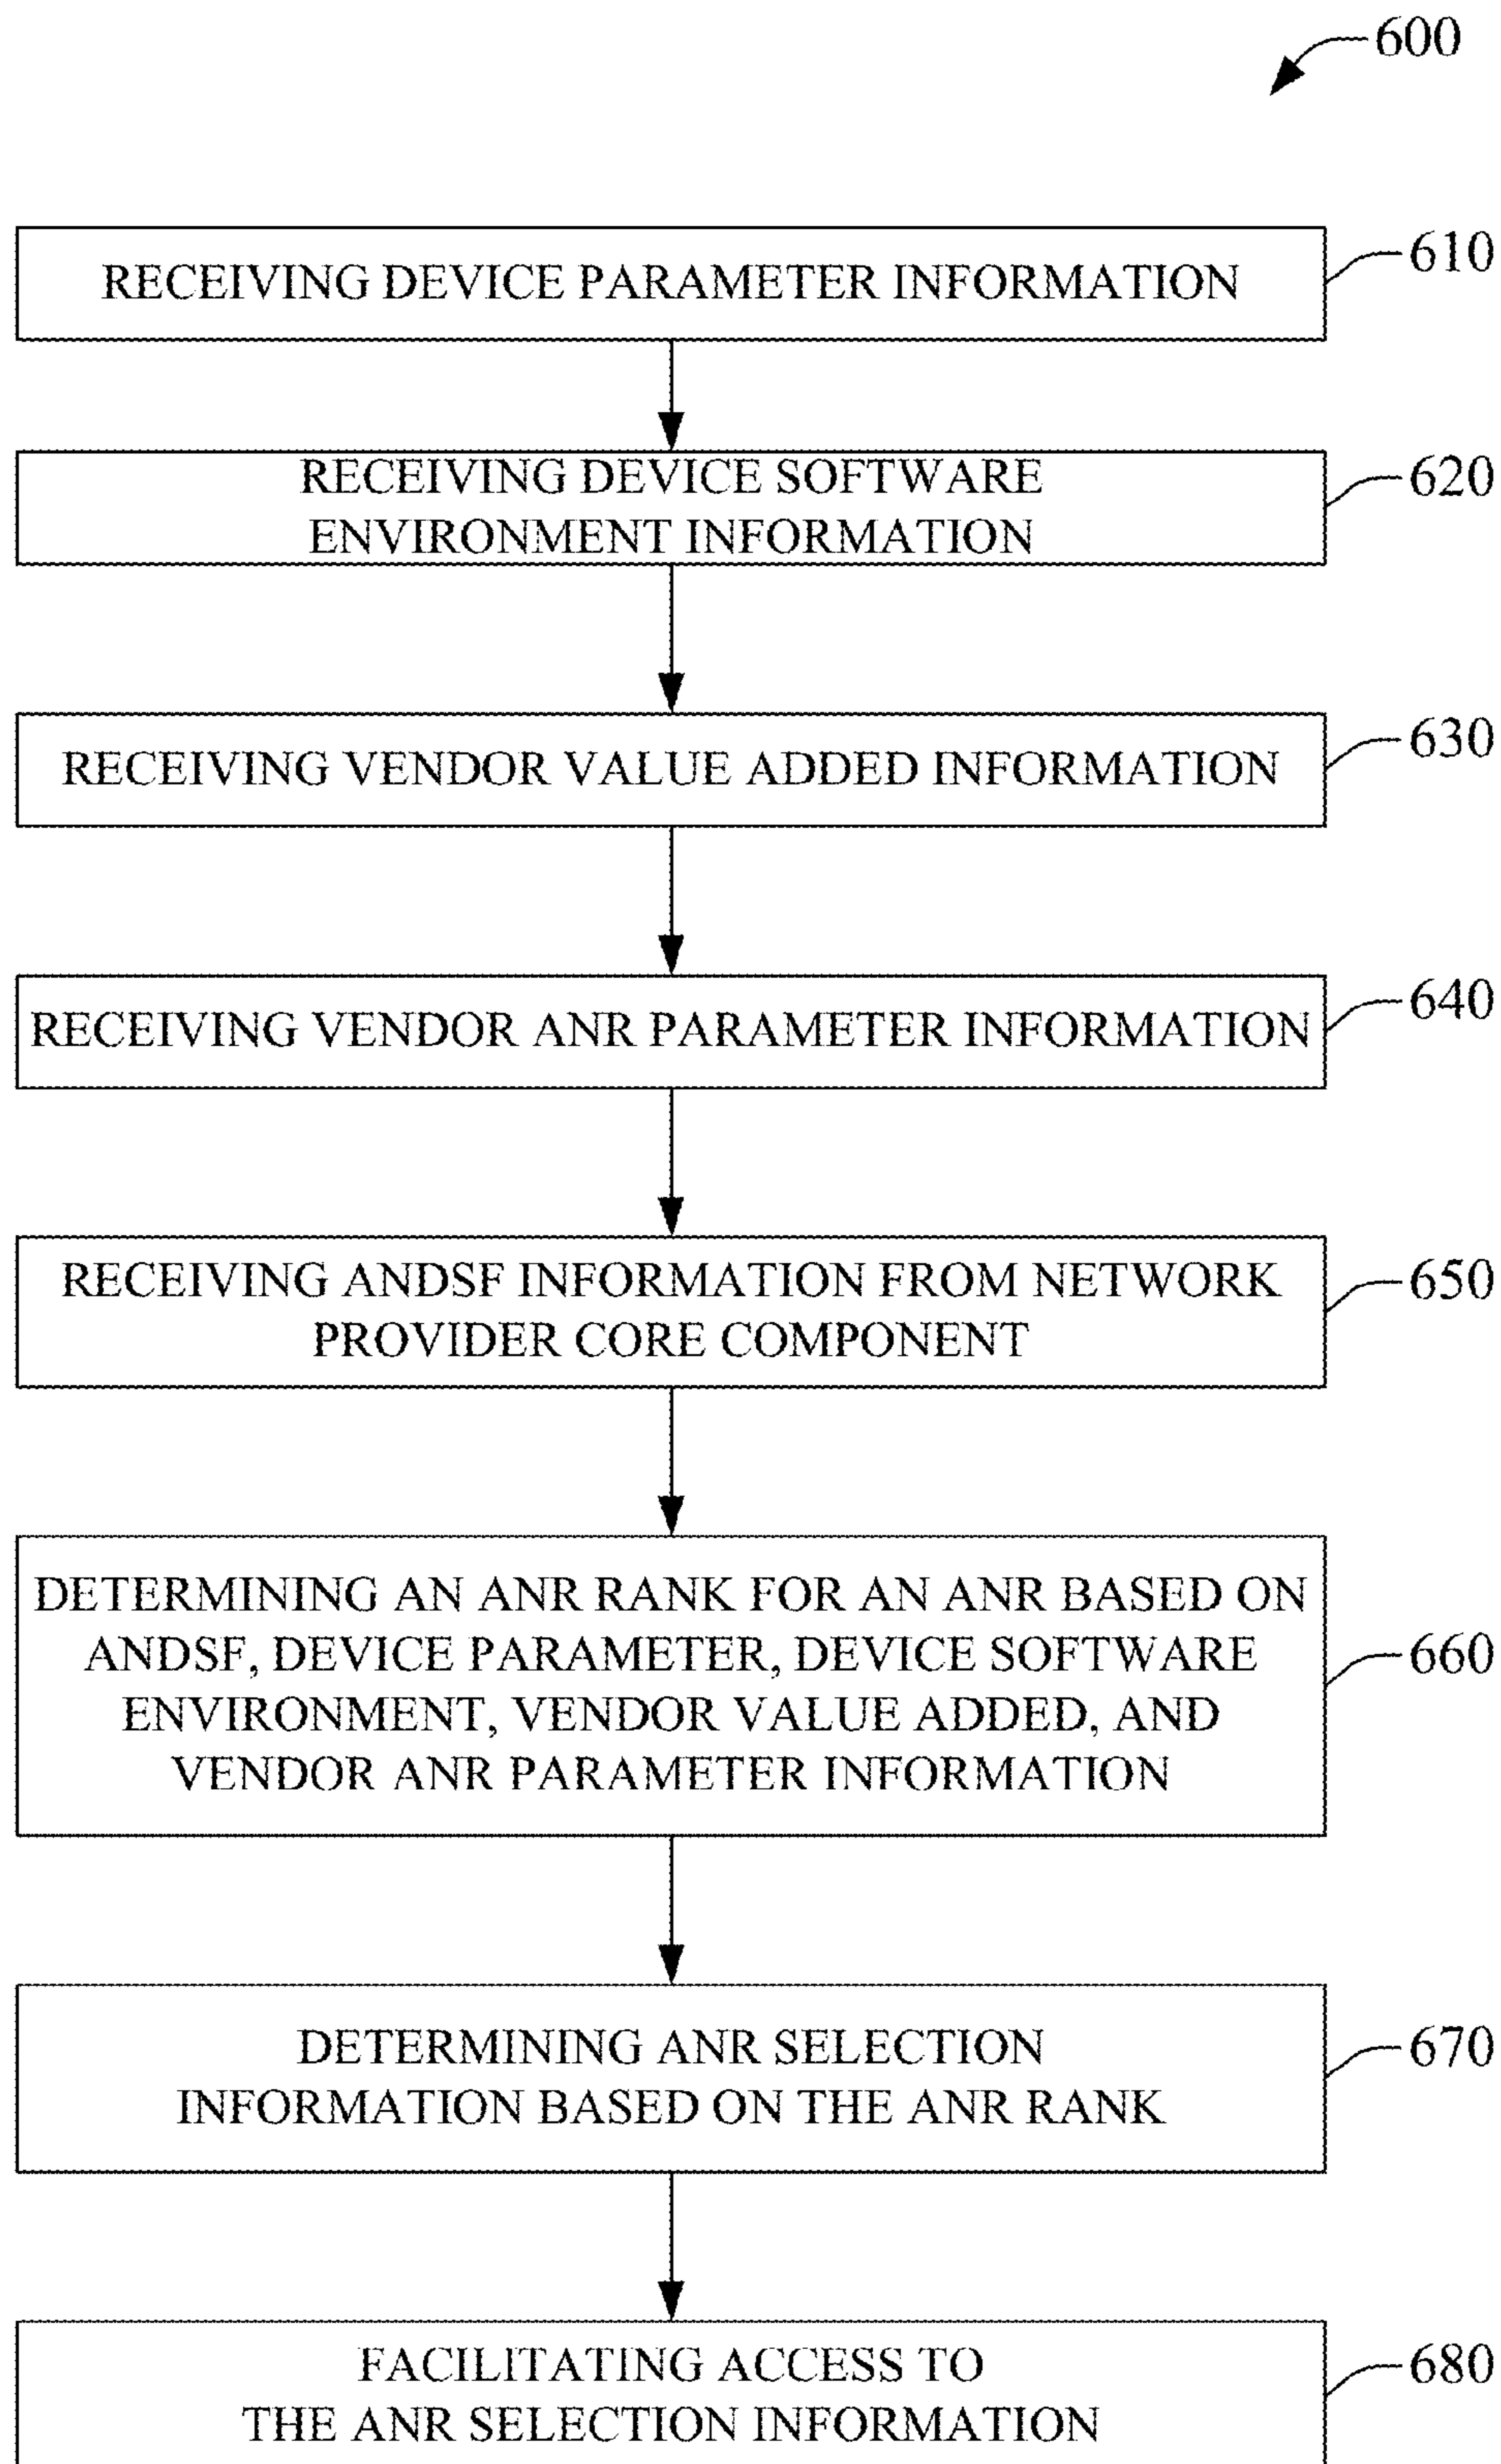 600
RECEIVING DEVICE PARAMETER INFORMATION
610
RECEIVING DEVICE SOFTWARE
ENVIRONMENT INFORMATION
620
RECEIVING VENDOR VALUE ADDED INFORMATION
630
RECEIVING VENDOR ANR PARAMETER INFORMATION
640
RECEIVING ANDSF INFORMATION FROM NETWORK
PROVIDER CORE COMPONENT
650
DETERMINING AN ANR RANK FOR AN ANR BASED ON
ANDSF, DEVICE PARAMETER, DEVICE SOFTWARE
ENVIRONMENT, VENDOR VALUE ADDED, AND
VENDOR ANR PARAMETER INFORMATION
660
DETERMINING ANR SELECTION
INFORMATION BASED ON THE ANR RANK
670
FACILITATING ACCESS TO
THE ANR SELECTION INFORMATION
680